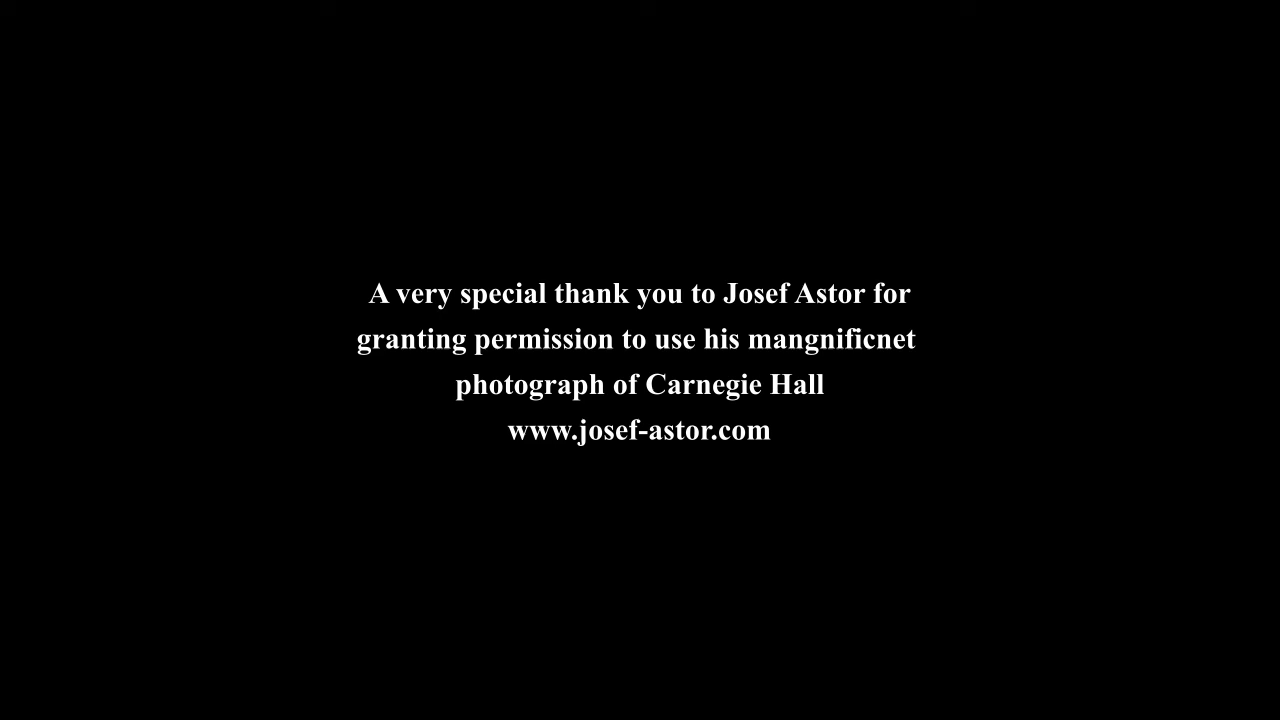 A very special thank you to Josef Astor for
granting permission to use his mangnificnet
photograph of Carnegie Hall
www.josef-astor.com